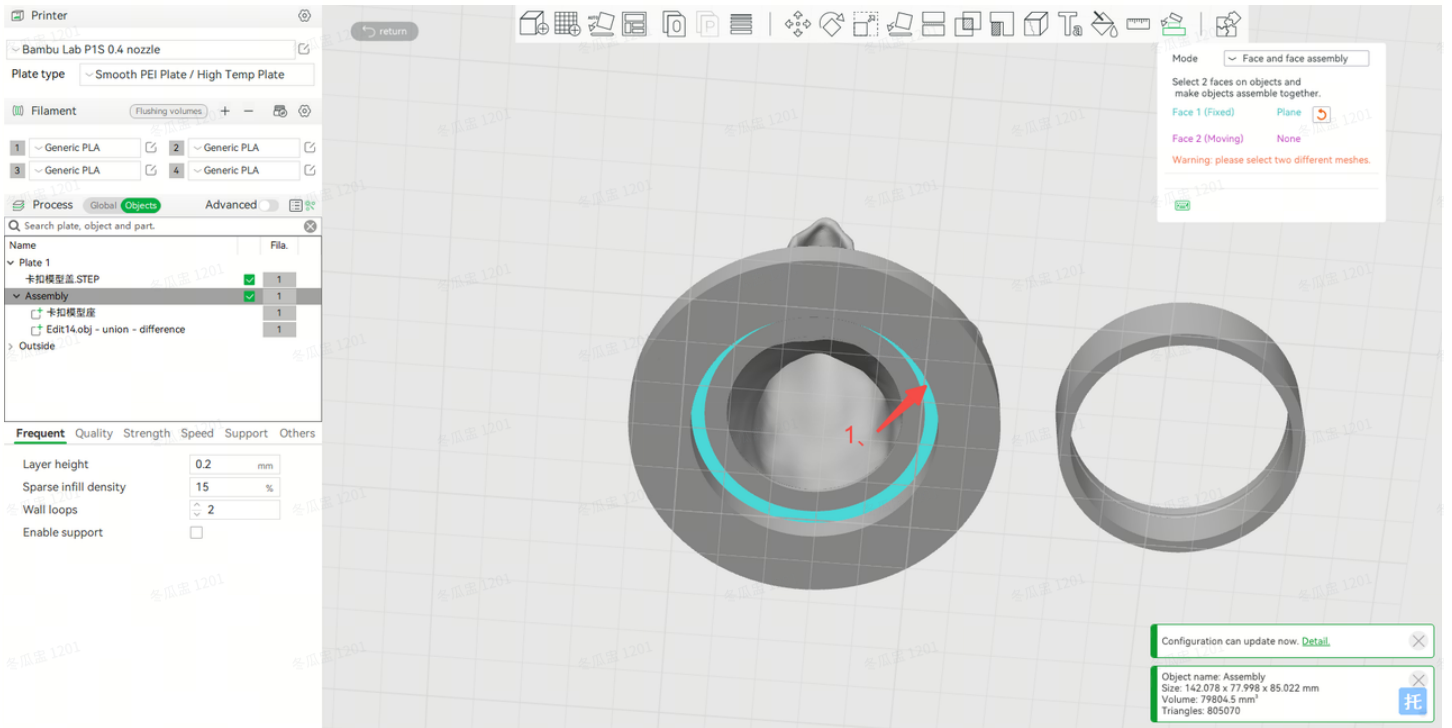 Printer
Bambu Lab P1S 0.4 nozzle
Plate type
Smooth PEI Plate / High Temp Plate
Filament
Flushing volumes
1 Generic PLA 2 Generic PLA
3 Generic PLA 4 Generic PLA
Process Global Objects Advanced
Search plate, object and part.
Name Fila.
Plate 1
卡扣模型盖.STEP 1
Assembly 1
卡扣模型座 1
Edit14.obj - union - difference 1
Outside
Frequent Quality Strength Speed Support Others
Layer height 0.2 mm
Sparse infill density 15 %
Wall loops 2
Enable support
return
Mode Face and face assembly
Select 2 faces on objects and
make objects assemble together.
Face 1 (Fixed) Plane
Face 2 (Moving) None
Warning: please select two different meshes.
1、
Configuration can update now. Detail.
Object name: Assembly
Size: 142.078 x 77.998 x 85.022 mm
Volume: 79804.5 mm³
Triangles: 805070
托
冬瓜蛋 1201